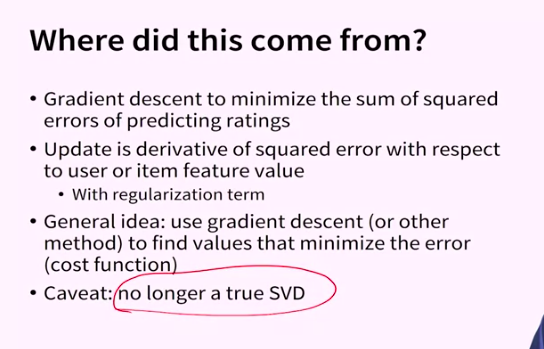 Where did this come from?
• Gradient descent to minimize the sum of squared
errors of predicting ratings
• Update is derivative of squared error with respect
to user or item feature value
• With regularization term
• General idea: use gradient descent (or other
method) to find values that minimize the error
(cost function)
• Caveat: no longer a true SVD